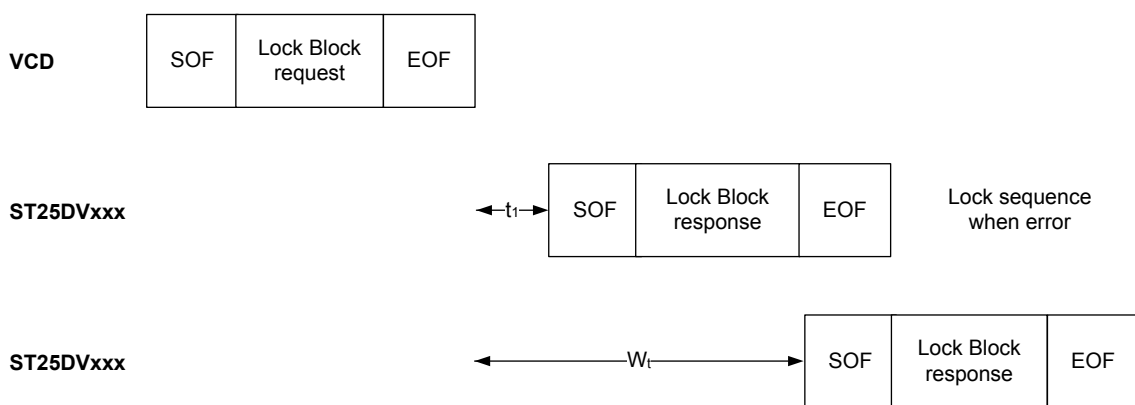 VCD
SOF
Lock Block
request
EOF
ST25DVxxx
t1
SOF
Lock Block
response
EOF
Lock sequence
when error
ST25DVxxx
Wt
SOF
Lock Block
response
EOF